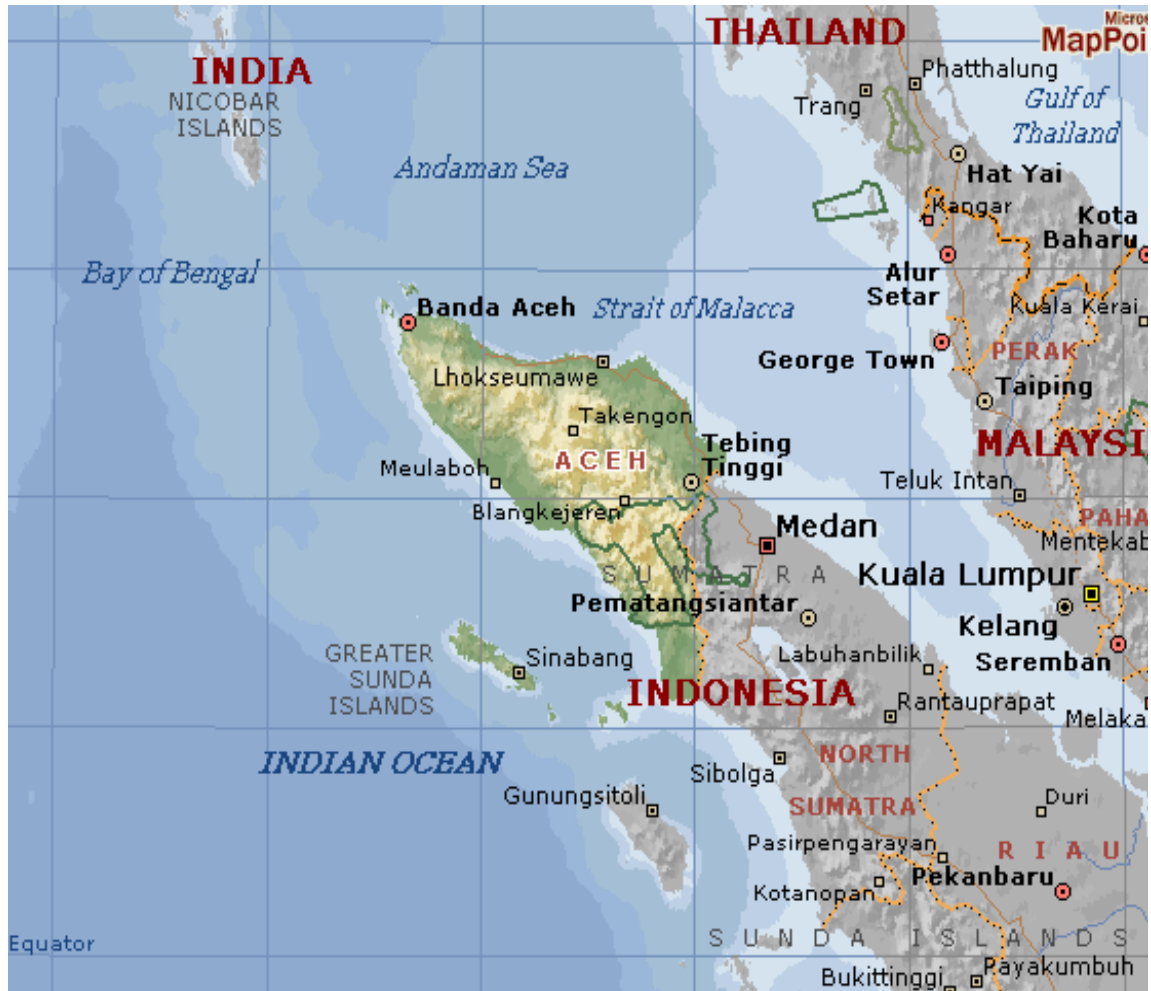 Micros
MapPoi
THAILAND
INDIA
NICOBAR
ISLANDS
Phatthalung
Trang
Gulf of
Thailand
Andaman Sea
Hat Yai
Kangar
Kota
Baharu
Bay of Bengal
Alur
Setar
Banda Aceh
Strait of Malacca
Kuala Kerai
George Town
PERAK
Lhokseumawe
Taiping
Takengon
Tebing
Tinggi
MALAYSI
ACEH
Meulaboh
Teluk Intan
Blangkejeren
PAHA
Medan
Mentekab
SUMATRA
Kuala Lumpur
Pematangsiantar
Kelang
GREATER
SUNDA
ISLANDS
Sinabang
Labuhanbilik
Seremban
INDONESIA
Rantauprapat
Melaka
INDIAN OCEAN
NORTH
SUMATRA
Sibolga
Gunungsitoli
Duri
Pasirpengarayan
RIAU
Kotanopan
Pekanbaru
Equator
SUNDA ISLANDS
Bukittinggi
Payakumbuh